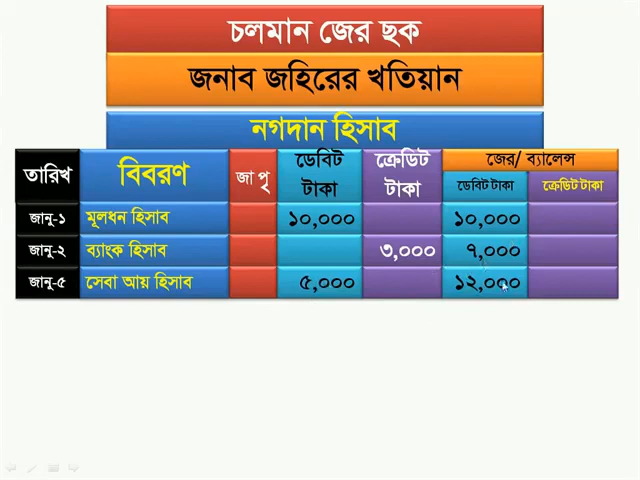 চলমান জের ছক
জনাব জহিরের খতিয়ান
নগদান হিসাব
তারিখ বিবরণ জা পৃ ডেবিট টাকা ক্রেডিট টাকা জের/ ব্যালেন্স
ডেবিট টাকা ক্রেডিট টাকা
জানু-১ মূলধন হিসাব ১০,০০০ ১০,০০০
জানু-২ ব্যাংক হিসাব ৩,০০০ ৭,০০০
জানু-৫ সেবা আয় হিসাব ৫,০০০ ১২,০০০